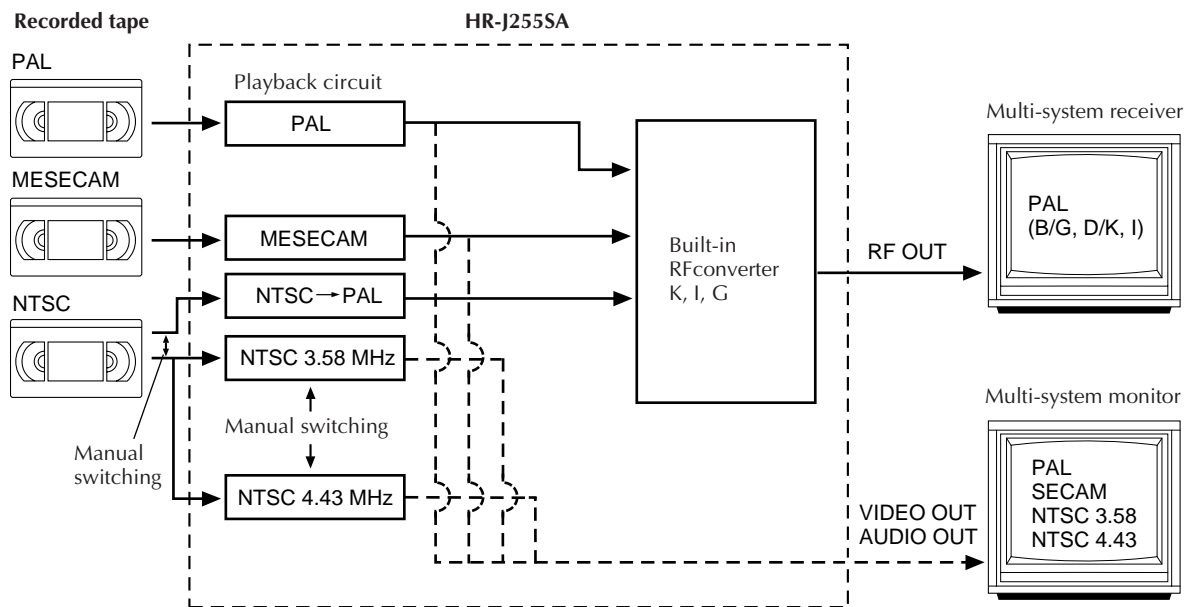 Recorded tape
HR-J255SA
PAL
Playback circuit
PAL
Multi-system receiver
MESECAM
PAL
(B/G, D/K, I)
MESECAM
Built-in
RFconverter
K, I, G
RF OUT
NTSC
NTSC→PAL
NTSC 3.58 MHz
Multi-system monitor
Manual switching
Manual
switching
PAL
SECAM
NTSC 3.58
NTSC 4.43
NTSC 4.43 MHz
VIDEO OUT
AUDIO OUT